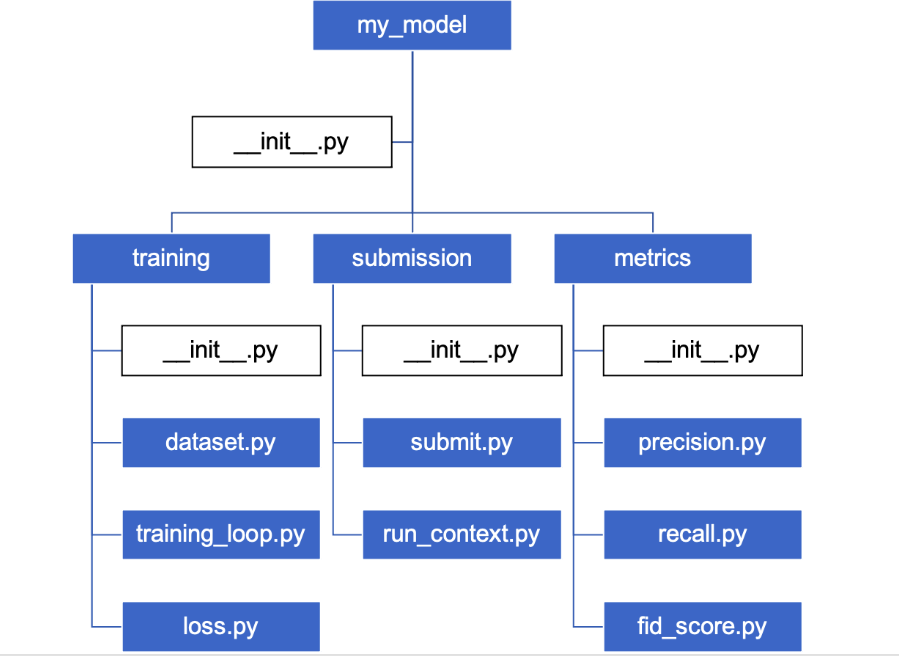 my_model
__init__.py
training
submission
metrics
__init__.py
__init__.py
__init__.py
dataset.py
submit.py
precision.py
training_loop.py
run_context.py
recall.py
loss.py
fid_score.py